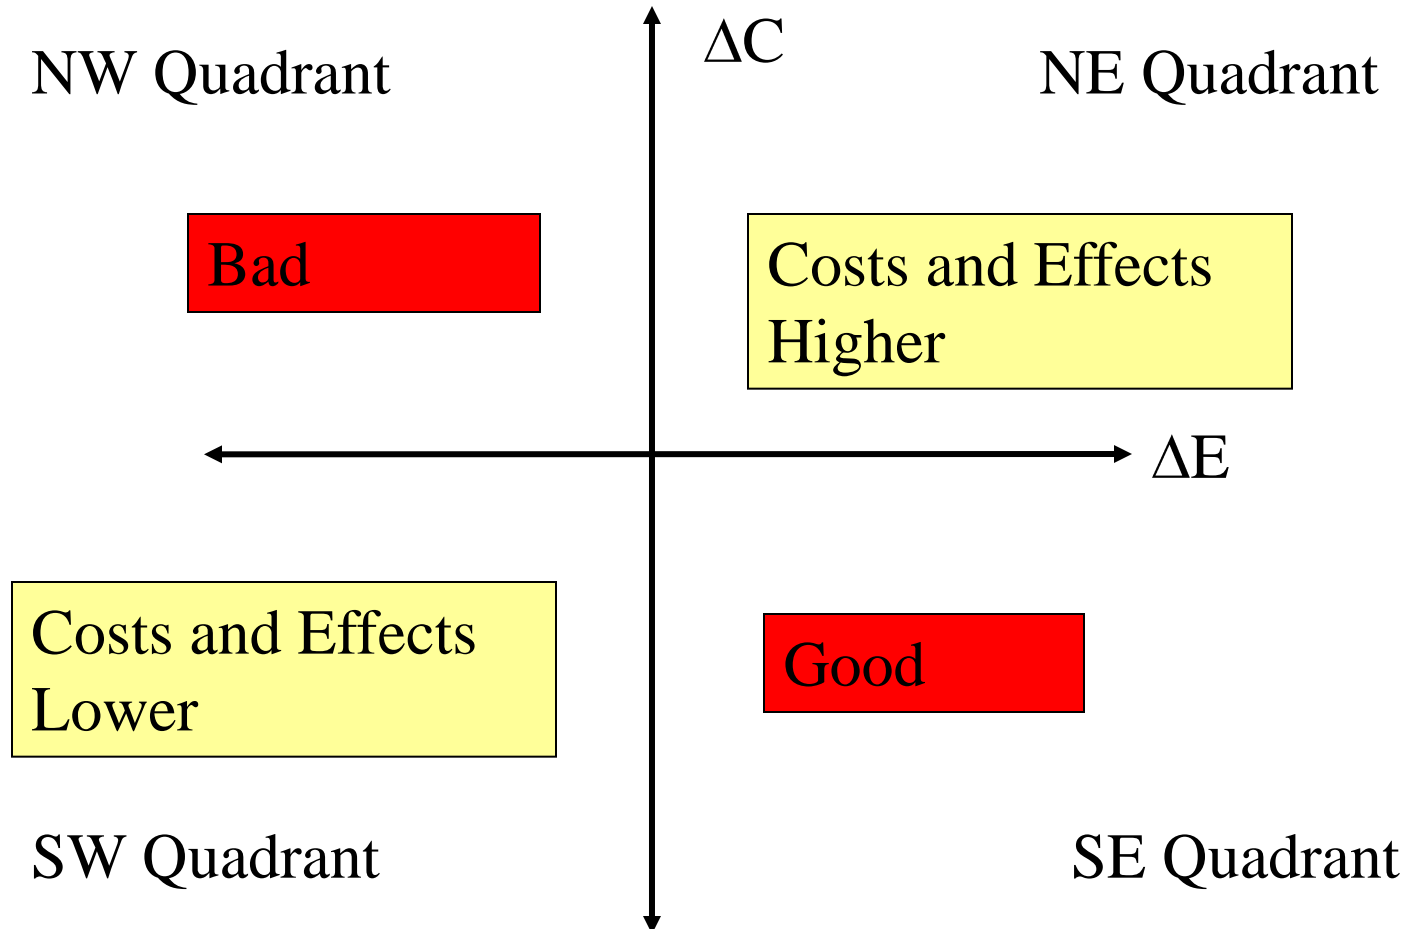 NW Quadrant
ΔC
NE Quadrant
Bad
Costs and Effects
Higher
ΔE
Costs and Effects
Lower
Good
SW Quadrant
SE Quadrant